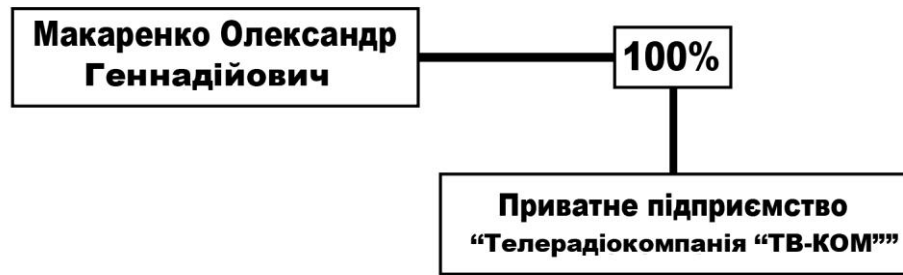 Макаренко Олександр
Геннадійович
100%
Приватне підприємство
“Телерадіокомпанія “ТВ-КОМ””